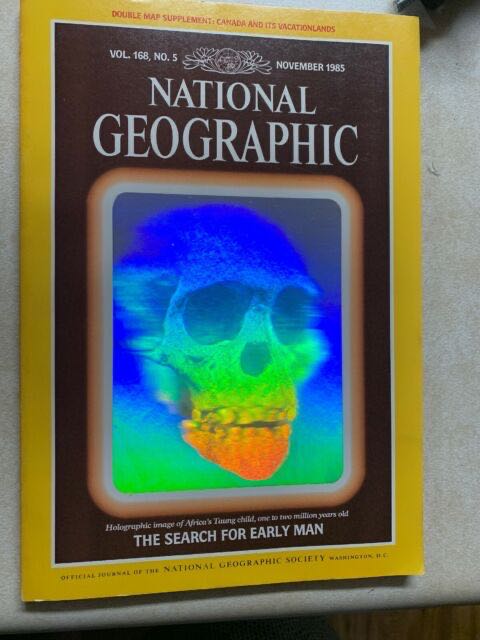 DOUBLE MAP SUPPLEMENT: CANADA AND ITS VACATIONLANDS
VOL. 168, NO. 5 NOVEMBER 1985
NATIONAL
GEOGRAPHIC
Holographic image of Africa's Taung child, one to two million years old
THE SEARCH FOR EARLY MAN
OFFICIAL JOURNAL OF THE NATIONAL GEOGRAPHIC SOCIETY WASHINGTON, D.C.